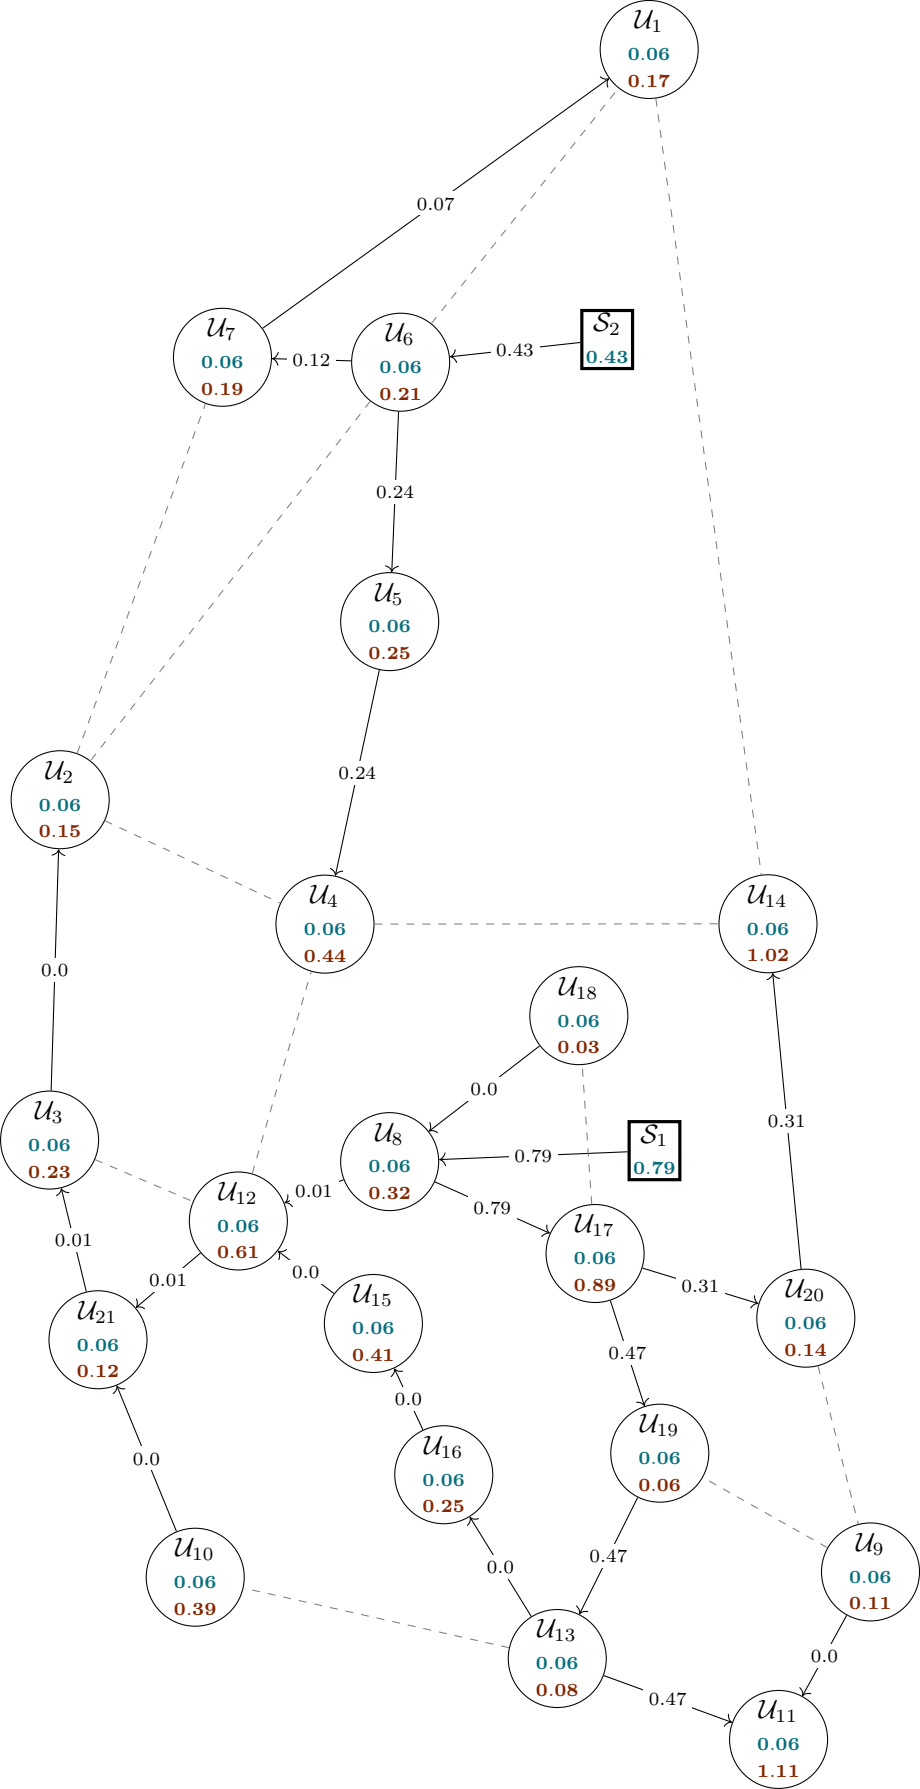 𝒰₁
0.06
0.17
0.07
𝒰₇
0.06
0.19
0.12
𝒰₆
0.06
0.21
0.43
𝒮₂
0.43
0.24
𝒰₅
0.06
0.25
0.24
𝒰₂
0.06
0.15
𝒰₄
0.06
0.44
𝒰₁₄
0.06
1.02
0.0
𝒰₁₈
0.06
0.03
0.0
0.31
𝒰₃
0.06
0.23
𝒰₈
0.06
0.32
0.79
𝒮₁
0.79
𝒰₁₂
0.06
0.61
0.01
0.79
𝒰₁₇
0.06
0.89
0.01
0.01
0.0
0.31
𝒰₂₁
0.06
0.12
𝒰₁₅
0.06
0.41
𝒰₂₀
0.06
0.14
0.47
0.0
0.0
𝒰₁₆
0.06
0.25
𝒰₁₉
0.06
0.06
𝒰₁₀
0.06
0.39
0.0
0.47
𝒰₉
0.06
0.11
𝒰₁₃
0.06
0.08
0.0
0.47
𝒰₁₁
0.06
1.11